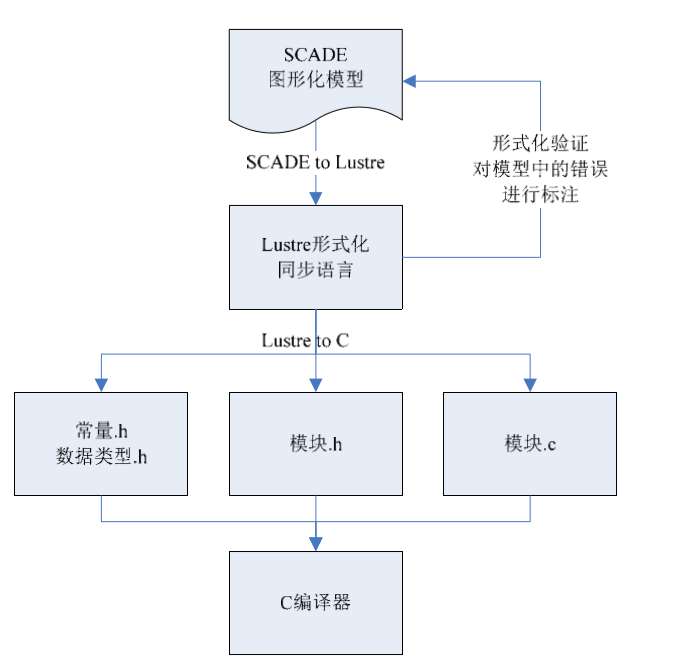 SCADE
图形化模型
形式化验证
对模型中的错误
进行标注
SCADE to Lustre
Lustre形式化
同步语言
Lustre to C
常量.h
数据类型.h
模块.h
模块.c
C编译器